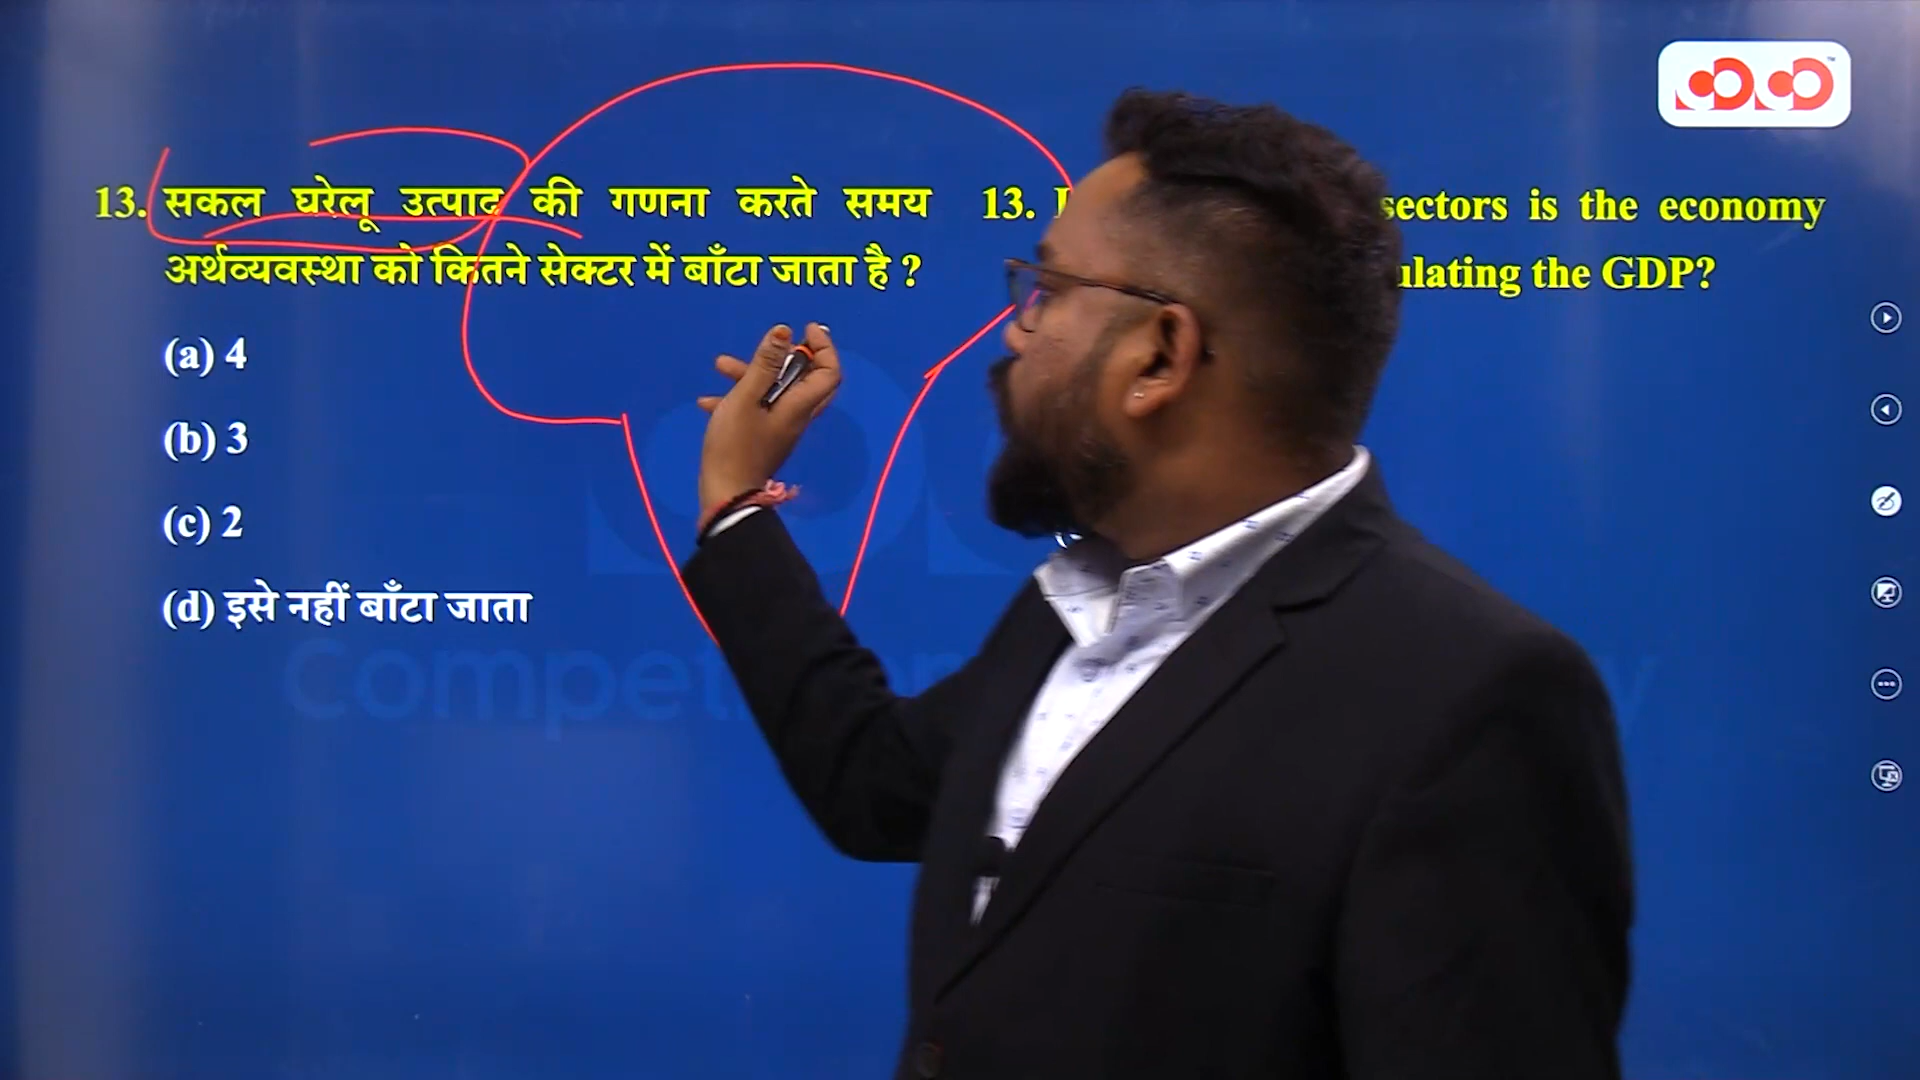 13. सकल घरेलू उत्पाद की गणना करते समय
अर्थव्यवस्था को कितने सेक्टर में बाँटा जाता है ?
(a) 4
(b) 3
(c) 2
(d) इसे नहीं बाँटा जाता
13. sectors is the economy
the GDP?